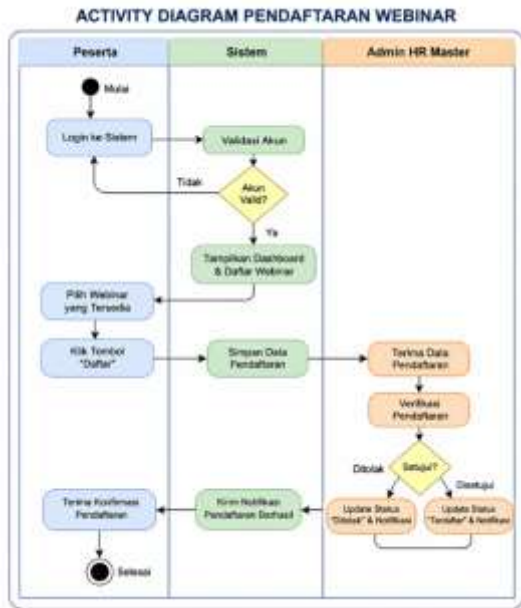 ACTIVITY DIAGRAM PENDAFTARAN WEBINAR
Peserta
Sistem
Admin HR Master
Mulai
Login ke Sistem
Validasi Akun
Tidak
Akun
Valid?
Ya
Tampilkan Dashboard
& Daftar Webinar
Pilih Webinar
yang Tersedia
Klik Tombol
"Daftar"
Simpan Data
Pendaftaran
Terima Data
Pendaftaran
Verifikasi
Pendaftaran
Ditolak
Setujui?
Disetujui
Terima Konfirmasi
Pendaftaran
Kirim Notifikasi
Pendaftaran Berhasil
Update Status
"Ditolak" & Notifikasi
Update Status
"Terdaftar" & Notifikasi
Selesai